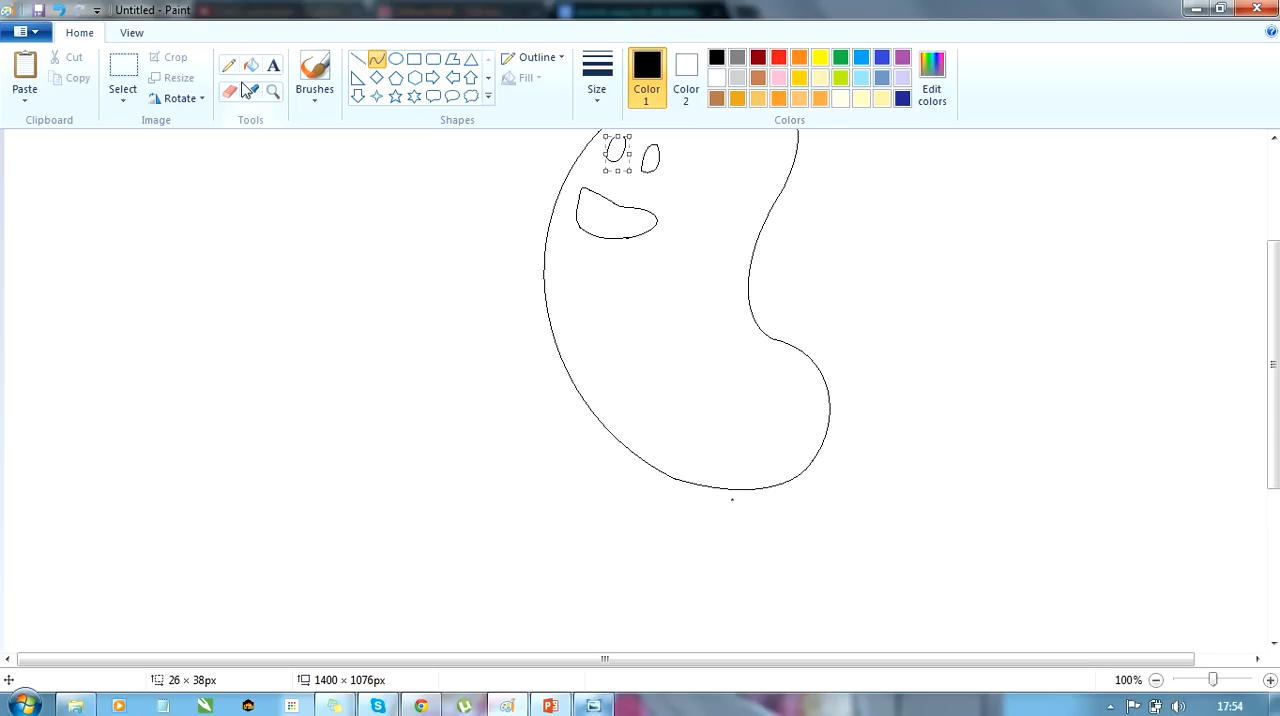 Untitled - Paint
Home View
Paste
Cut
Copy
Clipboard
Select
Crop
Resize
Rotate
Image
A
Tools
Brushes
Outline
Fill
Shapes
Size
Color
1
Color
2
Edit
colors
Colors
26 × 38px
1400 × 1076px
100%
17:54